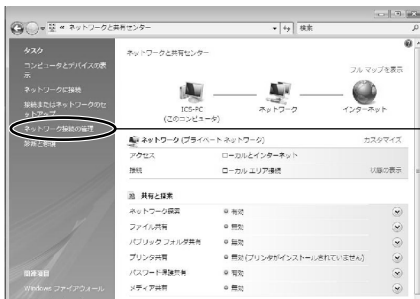 « ネットワークと共有センター
検索
タスク
コンピュータとデバイスの表示
ネットワークに接続
接続またはネットワークのセットアップ
ネットワーク接続の管理
診断と修復
関連項目
Windows ファイアウォール
ネットワークと共有センター
フル マップを表示
ICS-PC
(このコンピュータ)
ネットワーク
インターネット
ネットワーク (プライベート ネットワーク)
カスタマイズ
アクセス
ローカルとインターネット
接続
ローカル エリア接続
状態の表示
共有と探索
ネットワーク探索
有効
ファイル共有
無効
パブリック フォルダ共有
無効
プリンタ共有
無効 (プリンタがインストールされていません)
パスワード保護共有
有効
メディア共有
無効